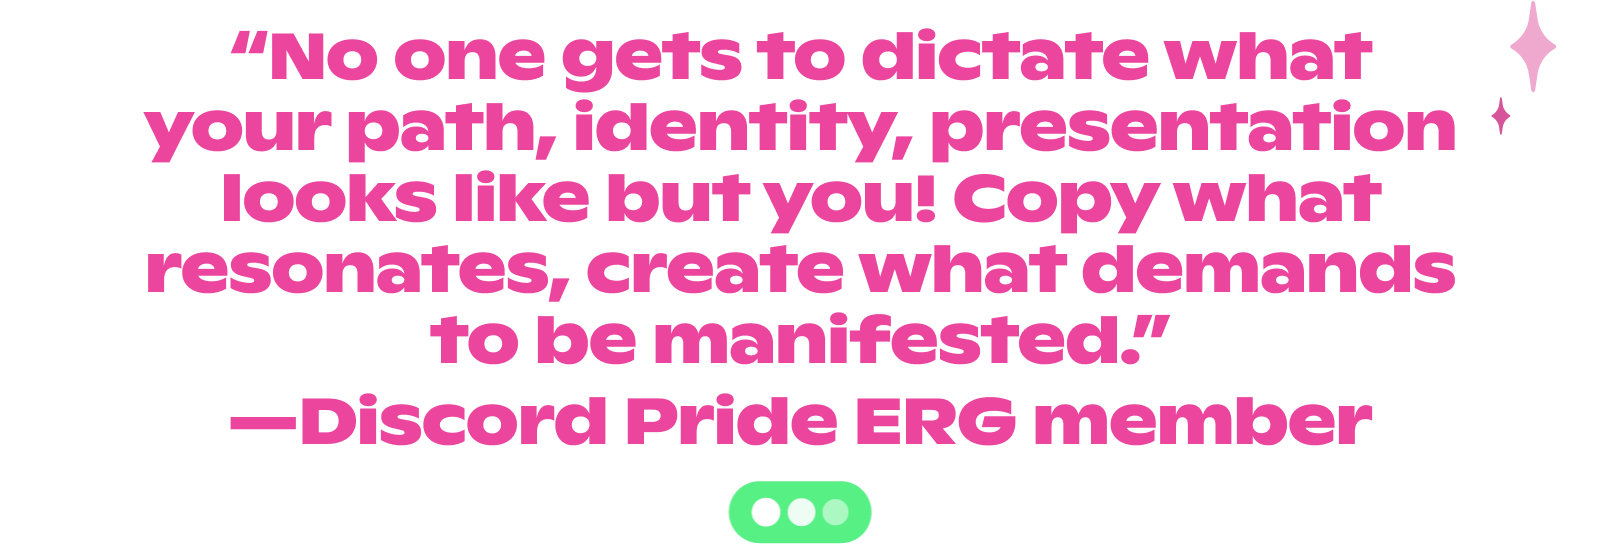 “No one gets to dictate what
your path, identity, presentation
looks like but you! Copy what
resonates, create what demands
to be manifested.”
—Discord Pride ERG member